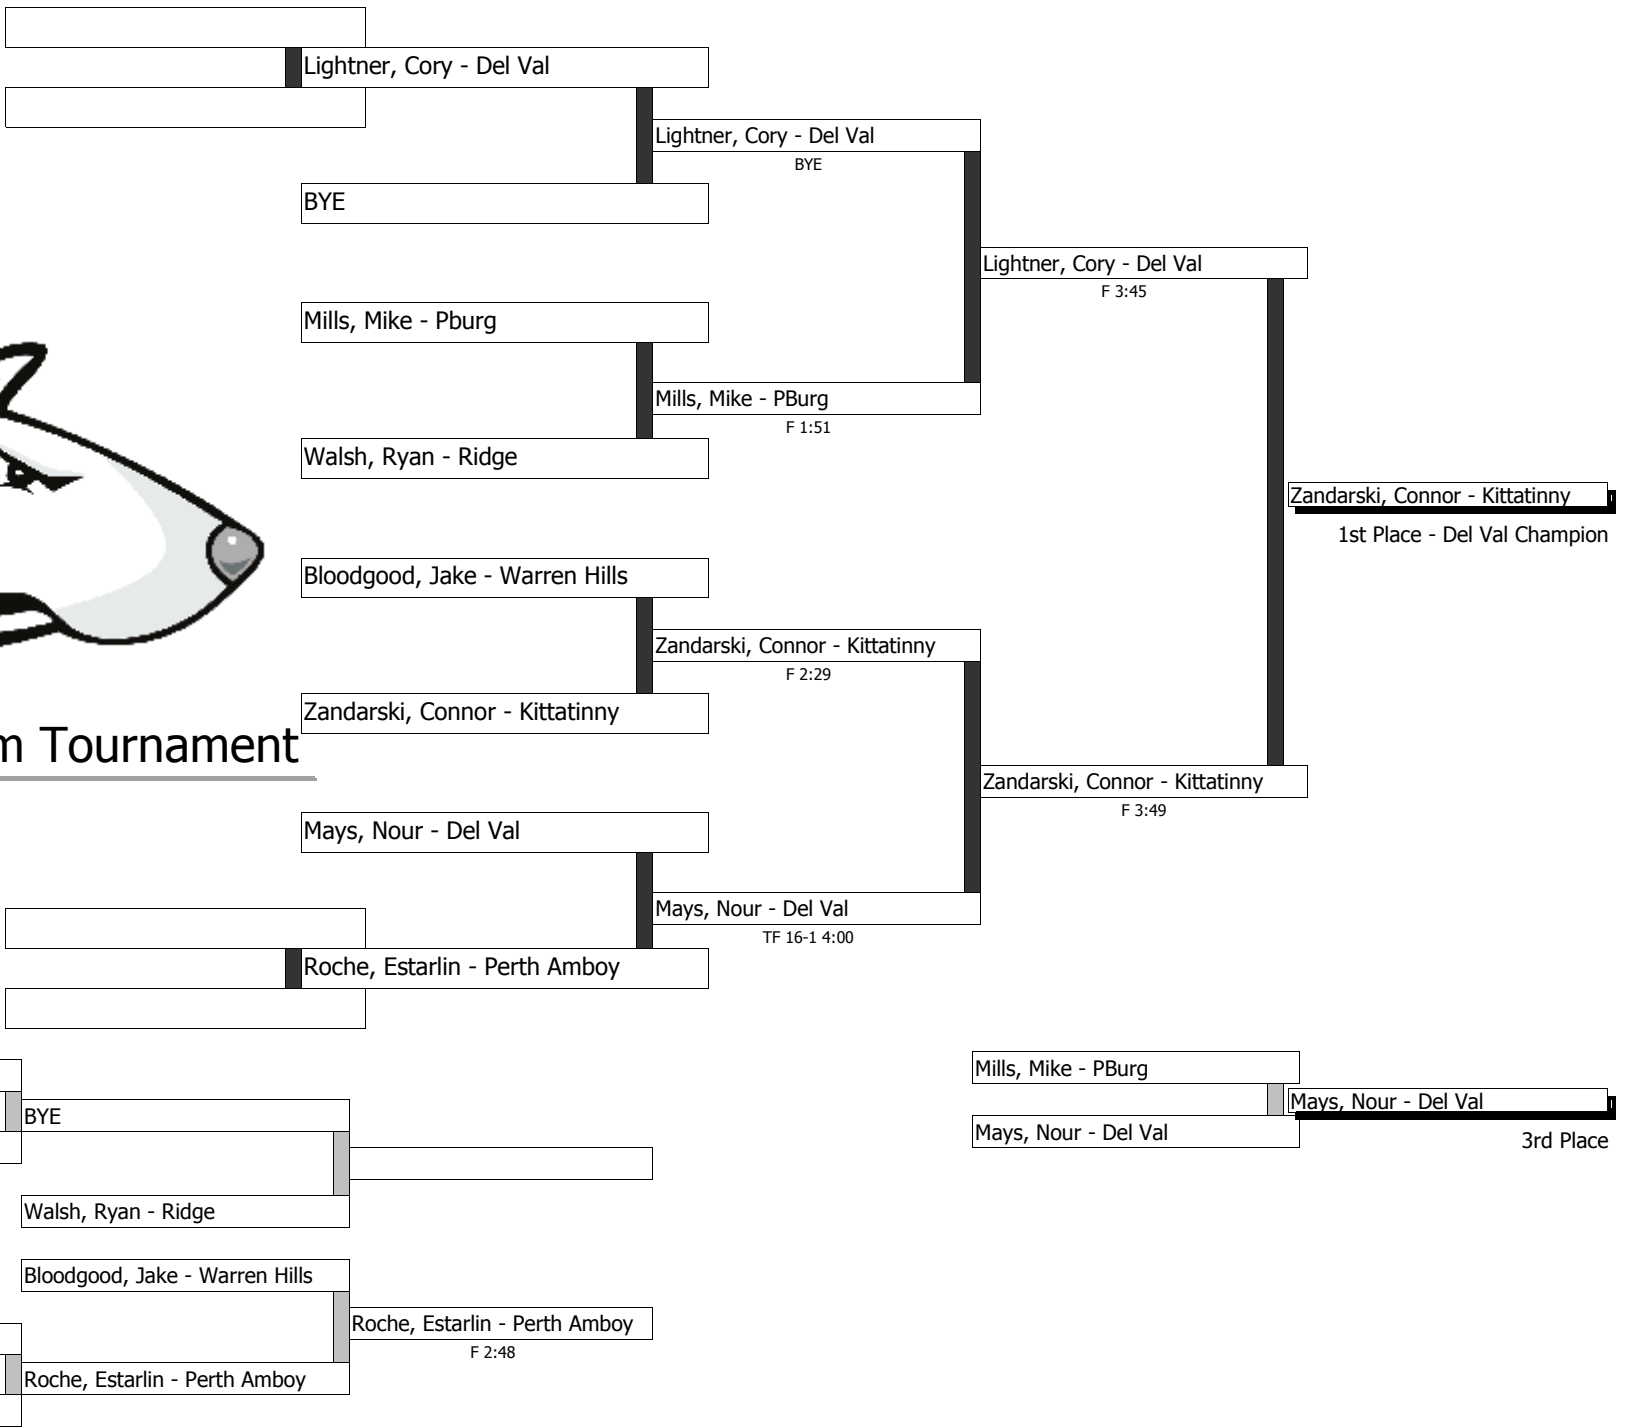 Lightner, Cory - Del Val
Lightner, Cory - Del Val
BYE
BYE
Lightner, Cory - Del Val
F 3:45
Mills, Mike - Pburg
Mills, Mike - PBurg
F 1:51
Walsh, Ryan - Ridge
Zandarski, Connor - Kittatinny
1st Place - Del Val Champion
Bloodgood, Jake - Warren Hills
Zandarski, Connor - Kittatinny
F 2:29
Zandarski, Connor - Kittatinny
m Tournament
Zandarski, Connor - Kittatinny
F 3:49
Mays, Nour - Del Val
Mays, Nour - Del Val
TF 16-1 4:00
Roche, Estarlin - Perth Amboy
Mills, Mike - PBurg
Mays, Nour - Del Val
Mays, Nour - Del Val
3rd Place
BYE
Walsh, Ryan - Ridge
Bloodgood, Jake - Warren Hills
Roche, Estarlin - Perth Amboy
F 2:48
Roche, Estarlin - Perth Amboy